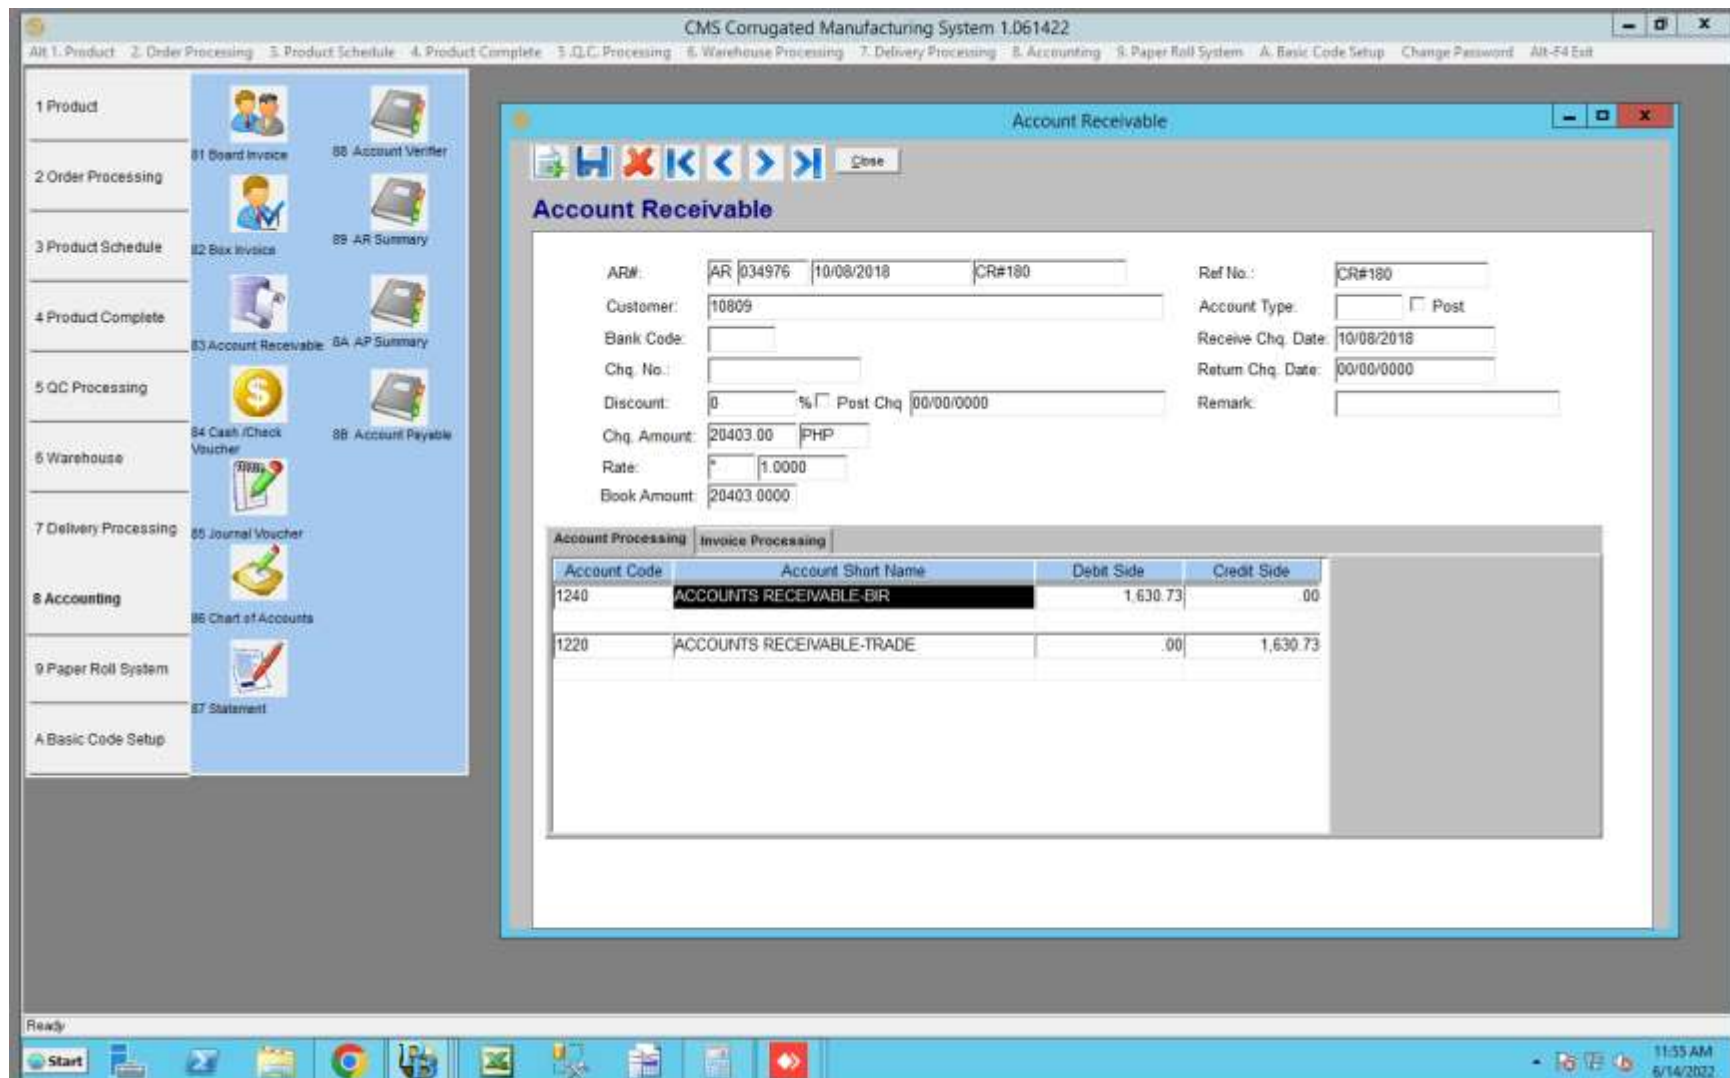 CMS Corrugated Manufacturing System 1.061422
Alt 1. Product 2. Order Processing 3. Product Schedule 4. Product Complete 5 .Q.C. Processing 6. Warehouse Processing 7. Delivery Processing 8. Accounting 9. Paper Roll System A. Basic Code Setup Change Password Alt-F4 Exit
1 Product
2 Order Processing
3 Product Schedule
4 Product Complete
5 QC Processing
6 Warehouse
7 Delivery Processing
8 Accounting
9 Paper Roll System
A Basic Code Setup
81 Board Invoice 88 Account Verifier
82 Box Invoice 89 AR Summary
83 Account Receivable 8A AP Summary
84 Cash /Check Voucher 8B Account Payable
85 Journal Voucher
86 Chart of Accounts
87 Statement
Account Receivable
Close
Account Receivable
AR#: AR 034976 10/08/2018 CR#180 Ref No.: CR#180
Customer: 10809 Account Type: Post
Bank Code: Receive Chq. Date: 10/08/2018
Chq. No.: Return Chq. Date: 00/00/0000
Discount: 0 % Post Chq 00/00/0000 Remark:
Chq. Amount: 20403.00 PHP
Rate: * 1.0000
Book Amount: 20403.0000
Account Processing Invoice Processing
Account Code Account Short Name Debit Side Credit Side
1240 ACCOUNTS RECEIVABLE-BIR 1,630.73 .00
1220 ACCOUNTS RECEIVABLE-TRADE .00 1,630.73
Ready
Start
11:55 AM
6/14/2022